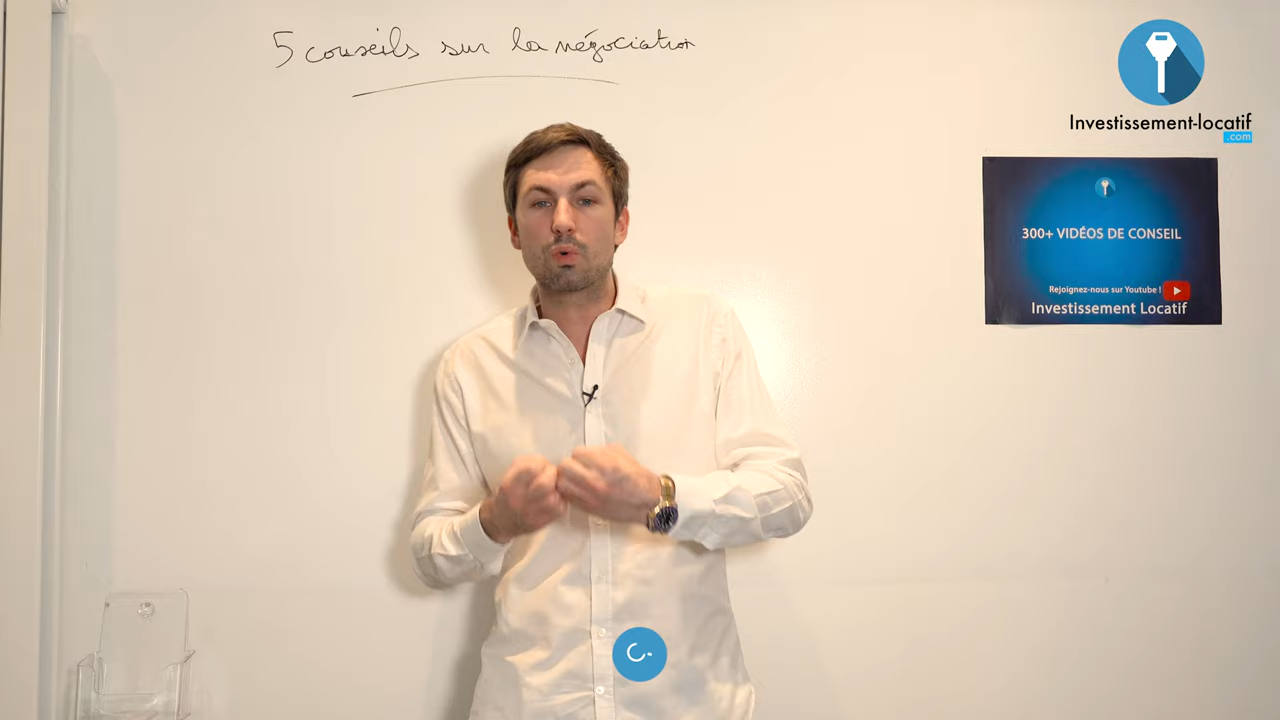 5 conseils sur la négociation
Investissement-locatif
.com
300+ VIDÉOS DE CONSEIL
Rejoignez-nous sur Youtube !
Investissement Locatif